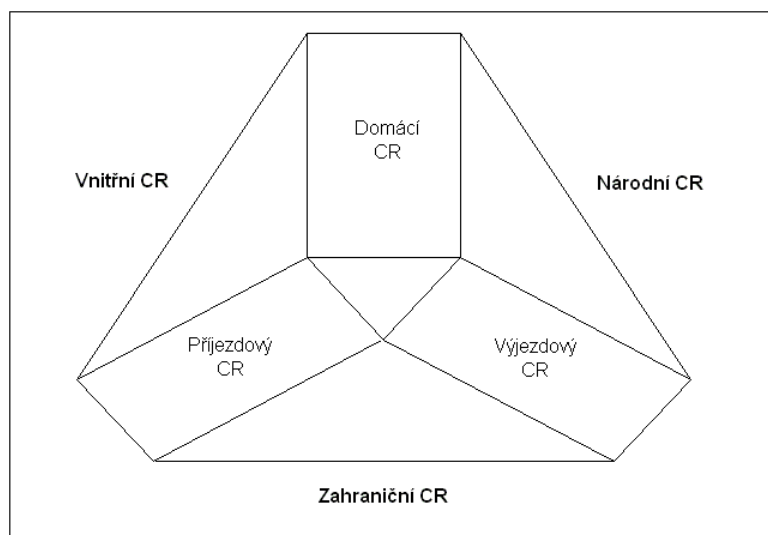 Domácí
CR
Vnitřní CR
Národní CR
Příjezdový
CR
Výjezdový
CR
Zahraniční CR